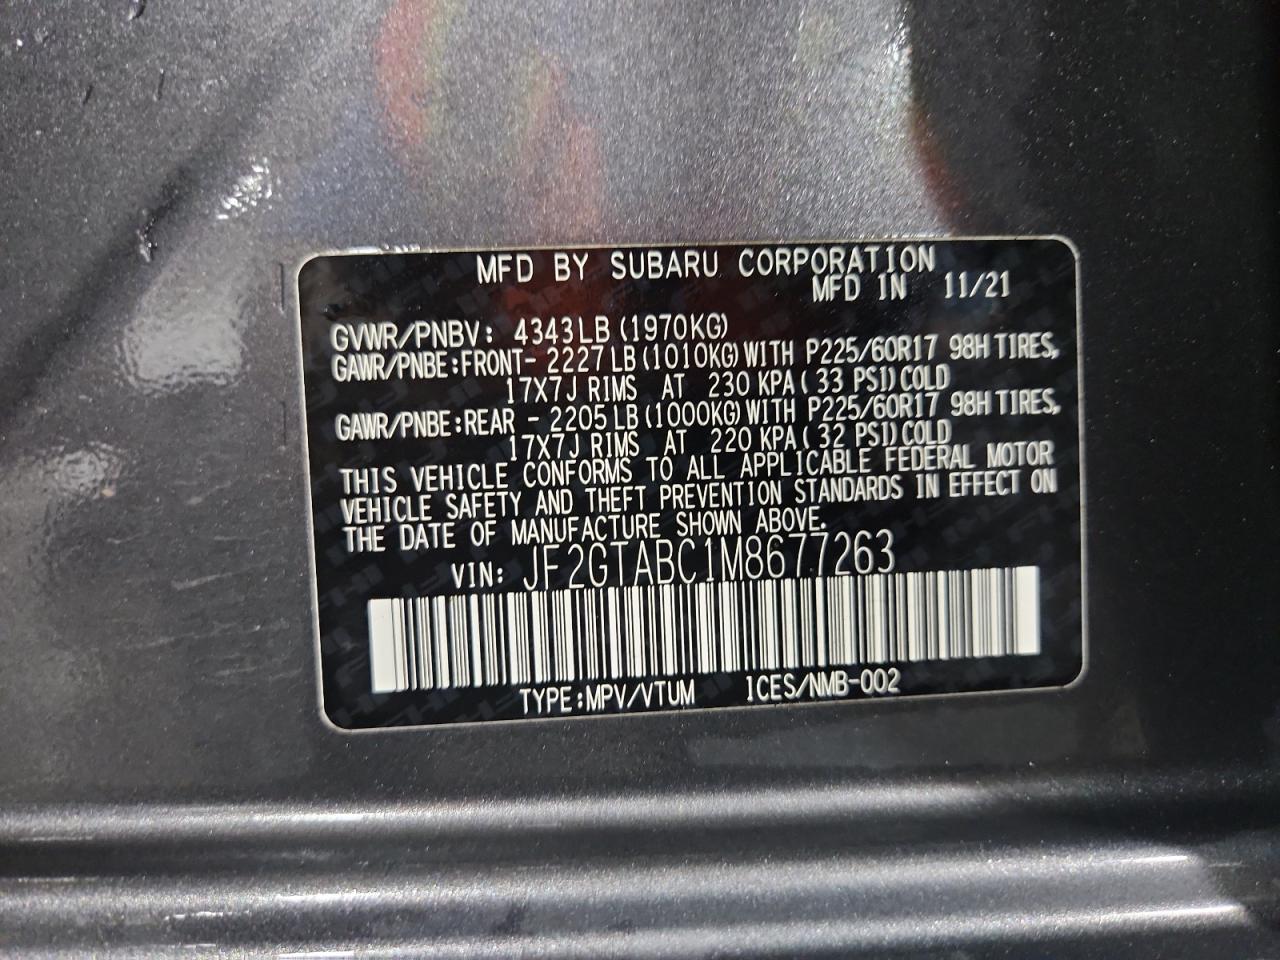 MFD BY SUBARU CORPORATION
MFD IN 11/21
GVWR/PNBV: 4343LB(1970KG)
GAWR/PNBE:FRONT- 2227LB(1010KG)WITH P225/60R17 98H TIRES,
17X7J RIMS AT 230 KPA( 33 PSI)COLD
GAWR/PNBE:REAR - 2205LB(1000KG)WITH P225/60R17 98H TIRES,
17X7J RIMS AT 220 KPA( 32 PSI)COLD
THIS VEHICLE CONFORMS TO ALL APPLICABLE FEDERAL MOTOR
VEHICLE SAFETY AND THEFT PREVENTION STANDARDS IN EFFECT ON
THE DATE OF MANUFACTURE SHOWN ABOVE.
VIN: JF2GTABC1M8677263
TYPE:MPV/VTUM ICES/NMB-002